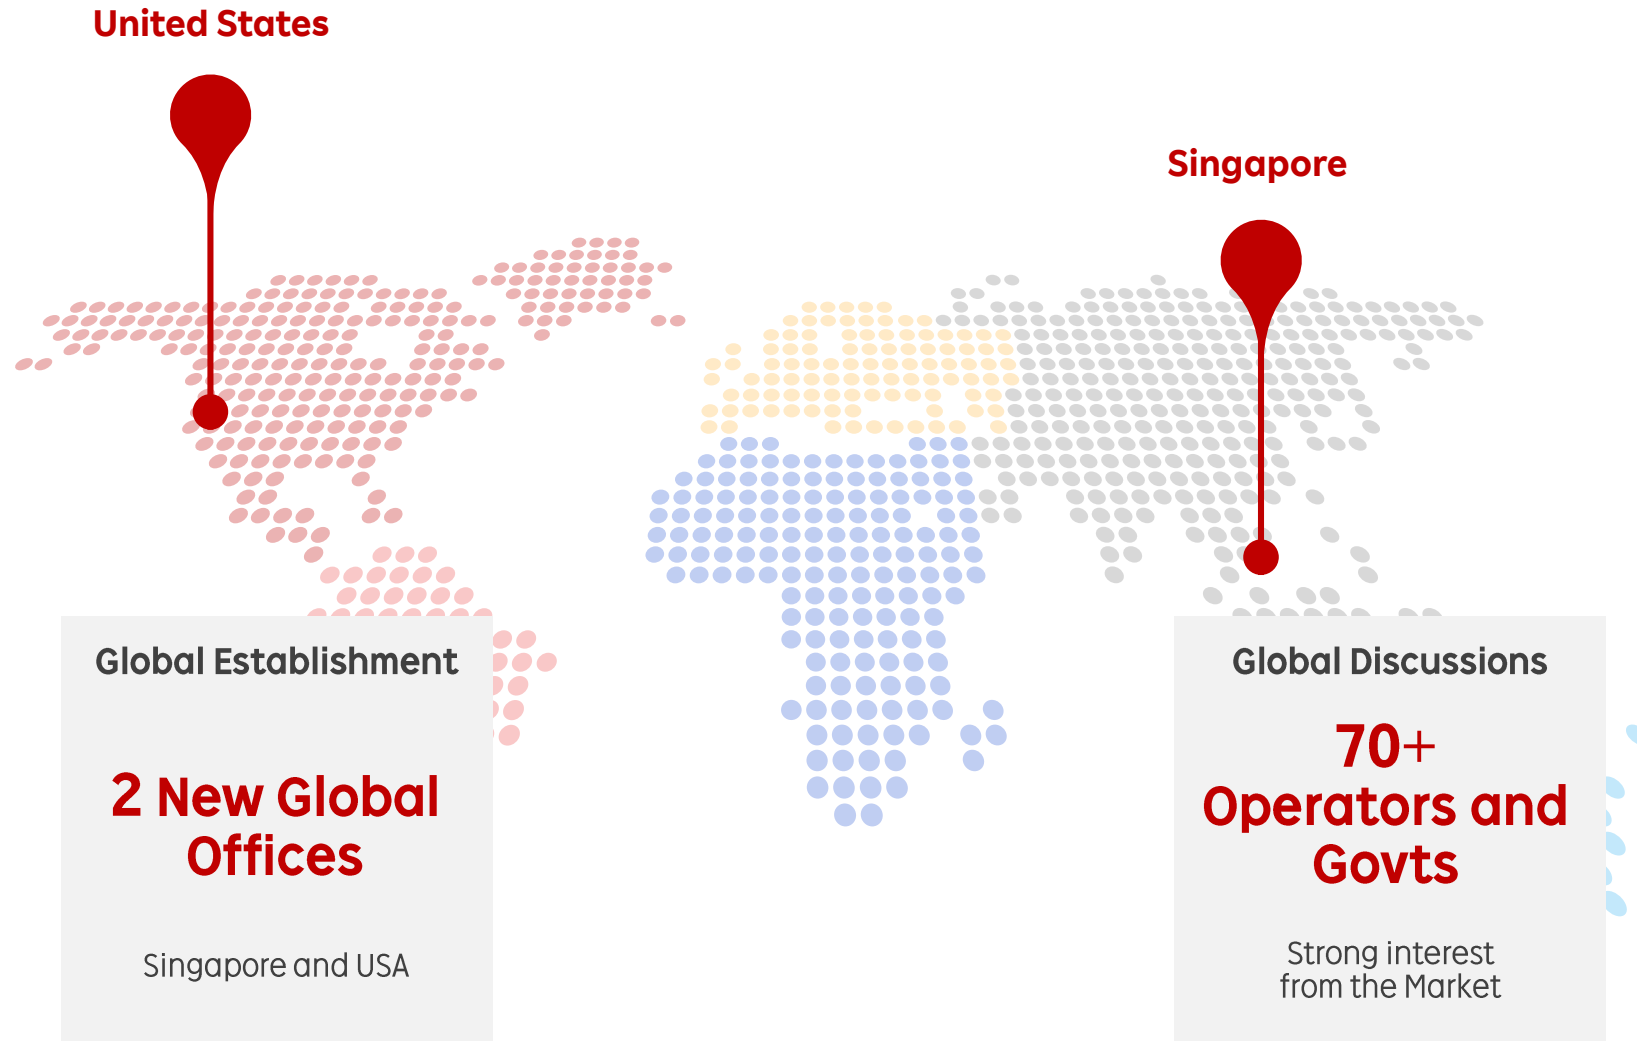 United States
Singapore
Global Establishment
2 New Global
Offices
Singapore and USA
Global Discussions
70+
Operators and
Govts
Strong interest
from the Market